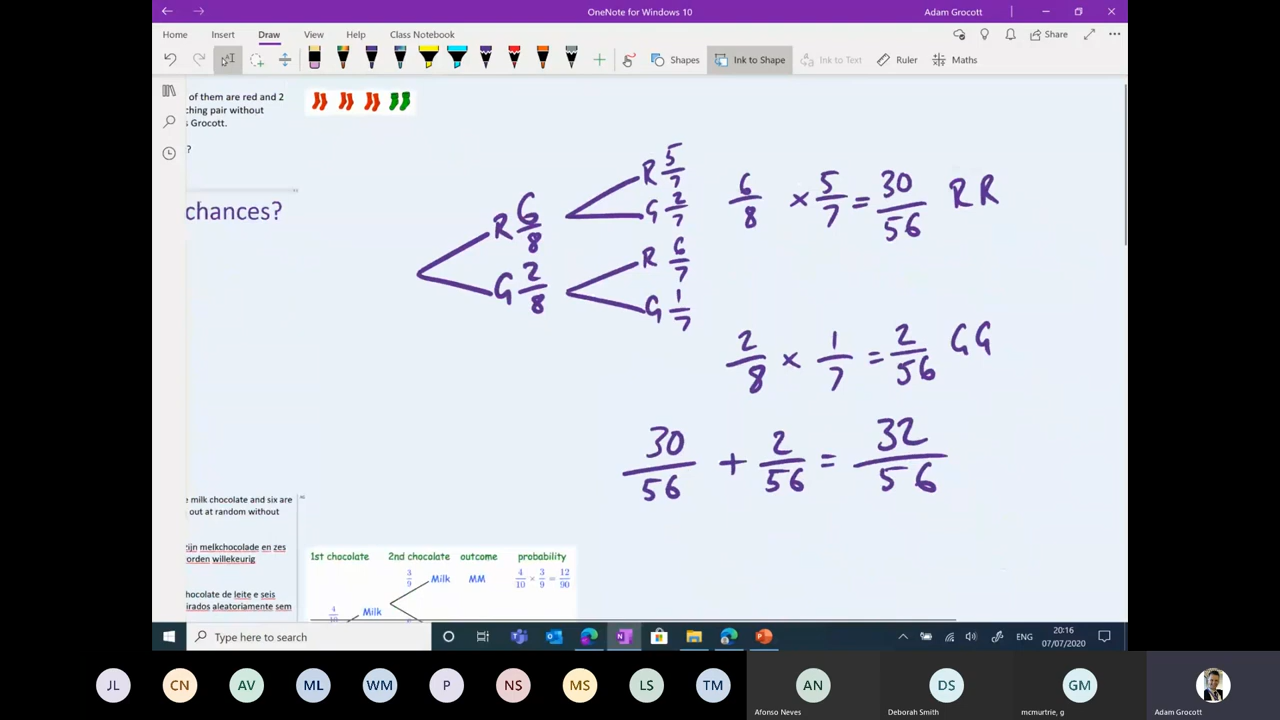 OneNote for Windows 10
Adam Grocott
Home Insert Draw View Help Class Notebook
Share
Shapes Ink to Shape Ink to Text Ruler Maths
of them are red and 2
ching pair without
s Grocott.
?
chances?
R 6/8
G 2/8
R 5/7
G 2/7
R 6/7
G 1/7
6/8 × 5/7 = 30/56 RR
2/8 × 1/7 = 2/56 GG
30/56 + 2/56 = 32/56
e milk chocolate and six are
out at random without
zijn melkchocolade en zes
orden willekeurig
hocolate de leite e seis
irados aleatoriamente sem
1st chocolate 2nd chocolate outcome probability
3/9 Milk MM 4/10 × 3/9 = 12/90
4/10 Milk
Type here to search
ENG
20:16
07/07/2020
JL CN AV ML WM P NS MS LS TM AN DS GM
Afonso Neves Deborah Smith mcmurtrie, g Adam Grocott